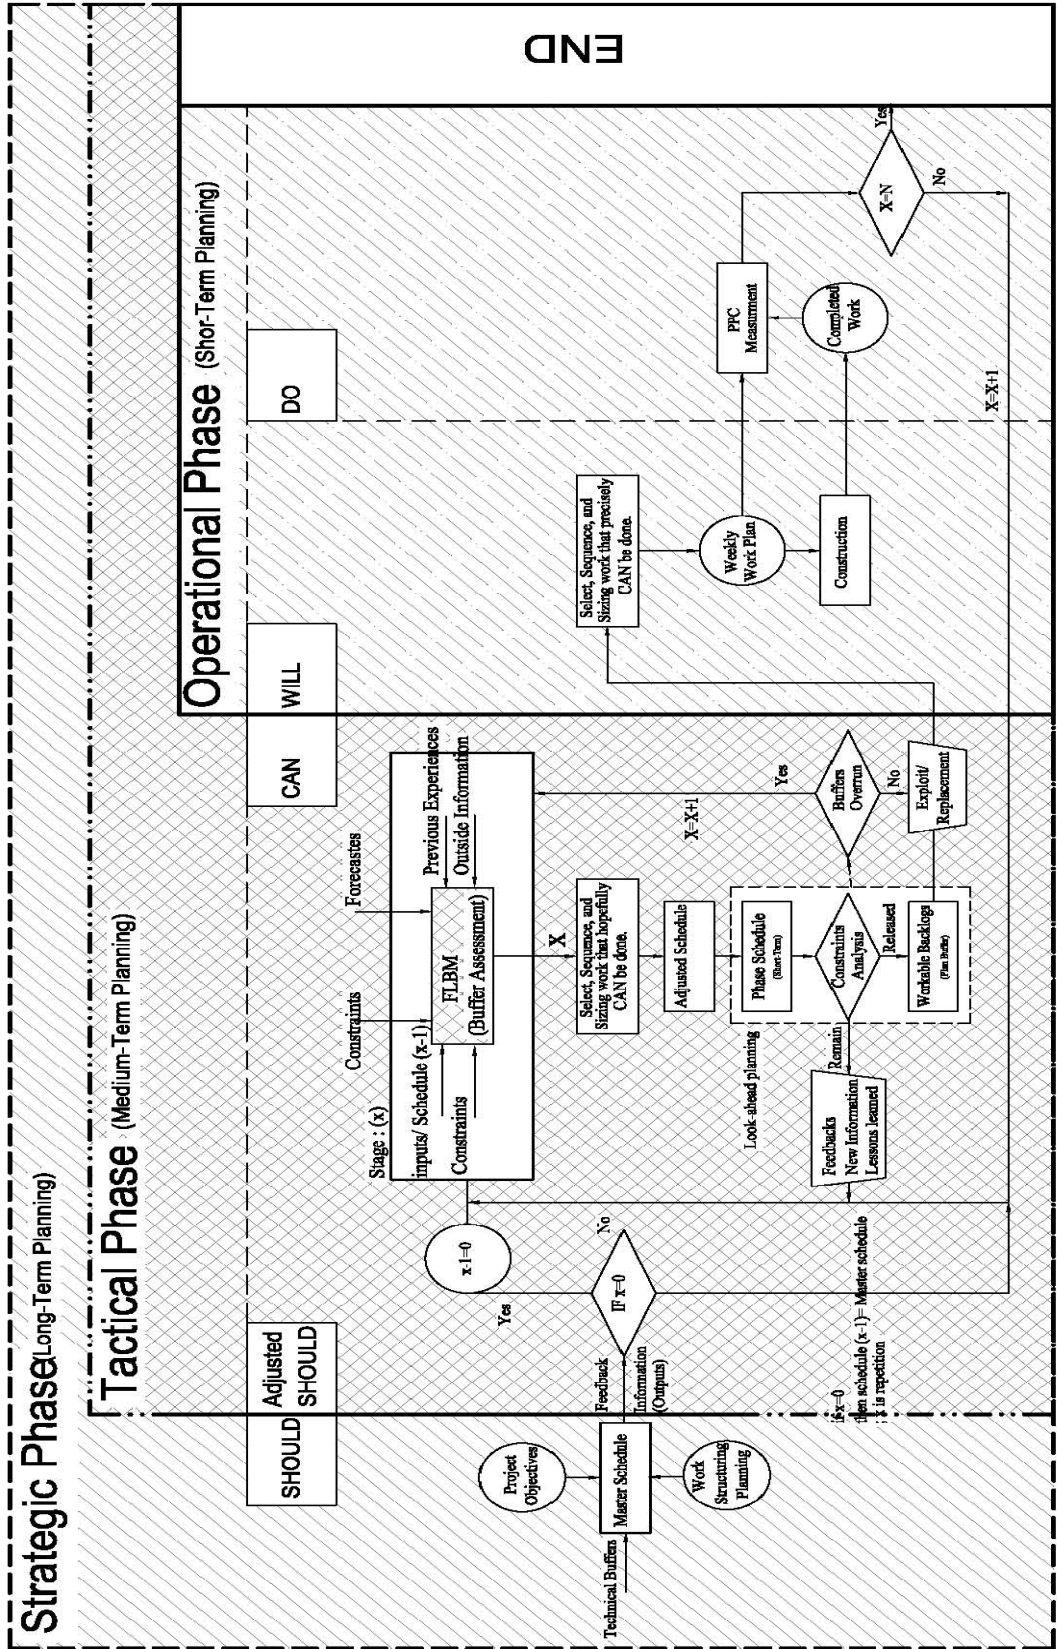 Strategic Phase(Long-Term Planning)
Tactical Phase (Medium-Term Planning)
Operational Phase (Shor-Term Planning)
SHOULD
Adjusted
SHOULD
CAN
WILL
DO
END
Technical Buffers
Project
Objectives
Master Schedule
Work
Structuring
Planning
Feedback
Information
(Outputs)
IF x=0
Yes
No
x-1=0
if x=0
then schedule (x-1)= Master schedule
; x is repetition
Stage : (x)
inputs/ Schedule (x-1)
Constraints
Constraints
Forecastes
FLBM
(Buffer Assessment)
Previous Experiences
Outside Information
X
Select, Sequence, and
Sizing work that hopefully
CAN be done.
Adjusted Schedule
Look-ahead planning
Phase Schedule
(Short-Term)
Constraints
Analysis
Remain
Released
Feedbacks
New Information
Lessons learned
Workable Backlogs
(Plan Buffer)
Buffers
Overrun
Yes
No
X=X+1
Exploit/
Replacement
Select, Sequence, and
Sizing work that precisely
CAN be done.
Weekly
Work Plan
Construction
PPC
Measurment
Completed
Work
X=N
Yes
No
X=X+1